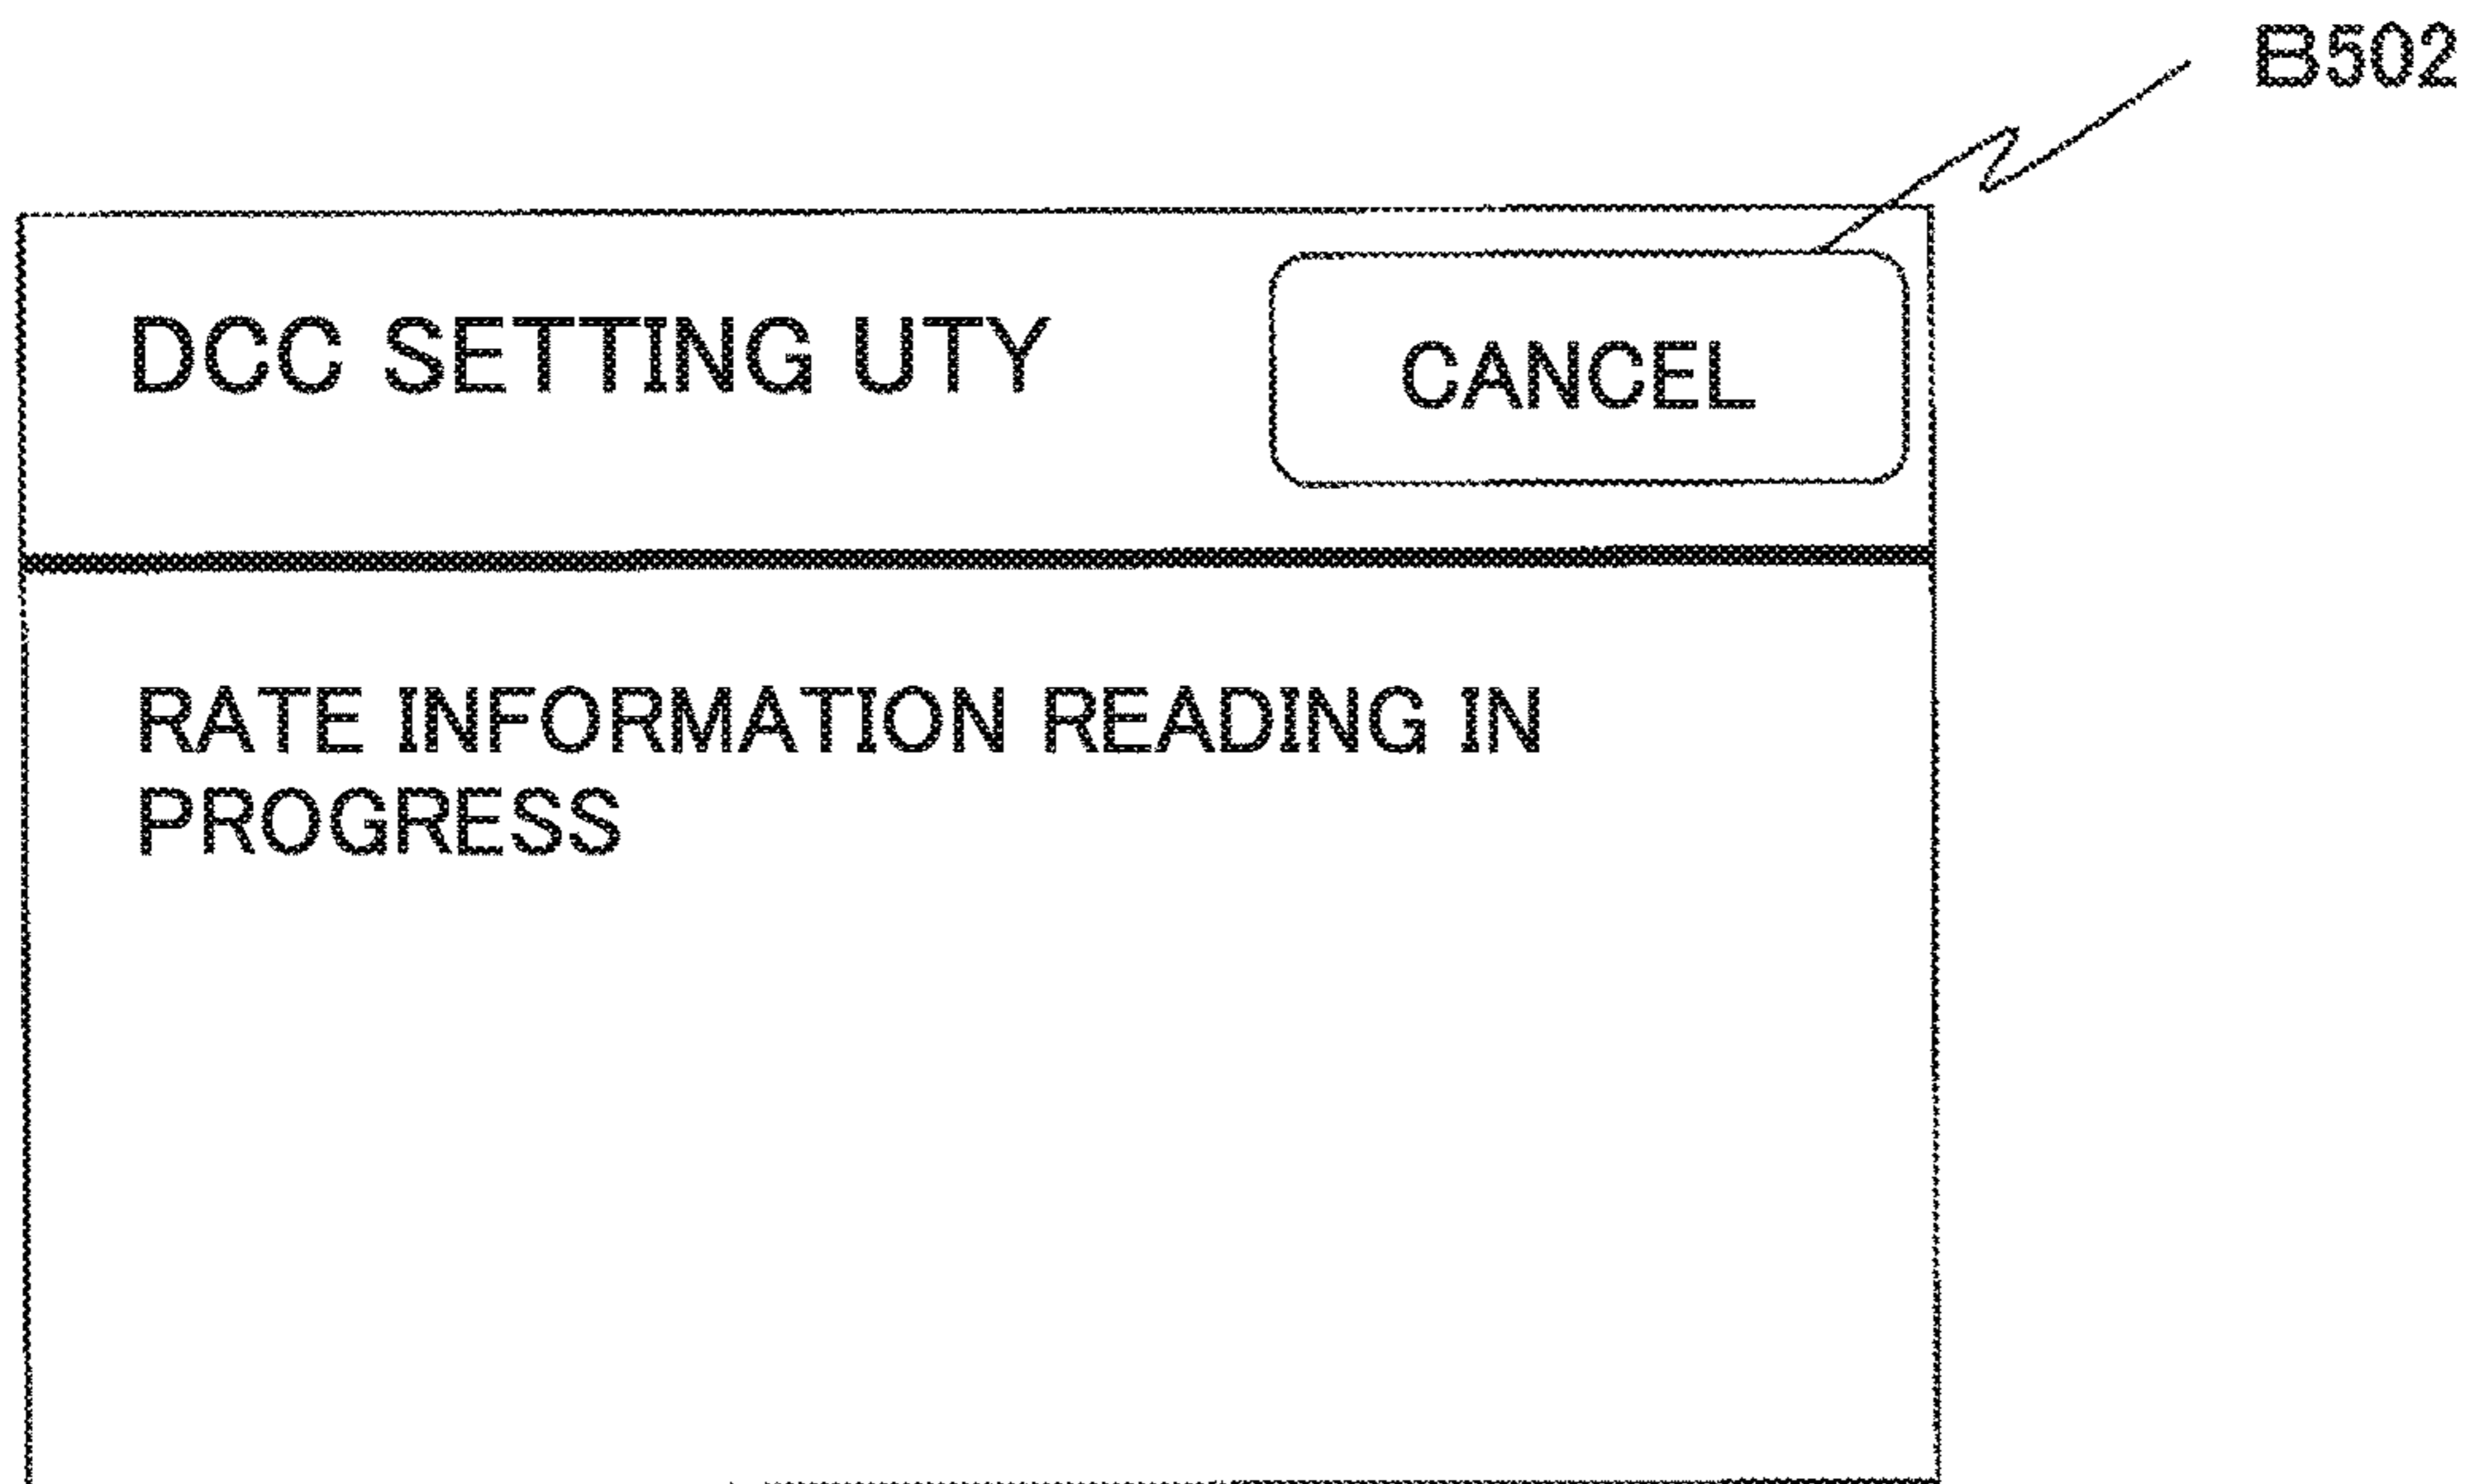 B502
DCC SETTING UTY
CANCEL
RATE INFORMATION READING IN
PROGRESS